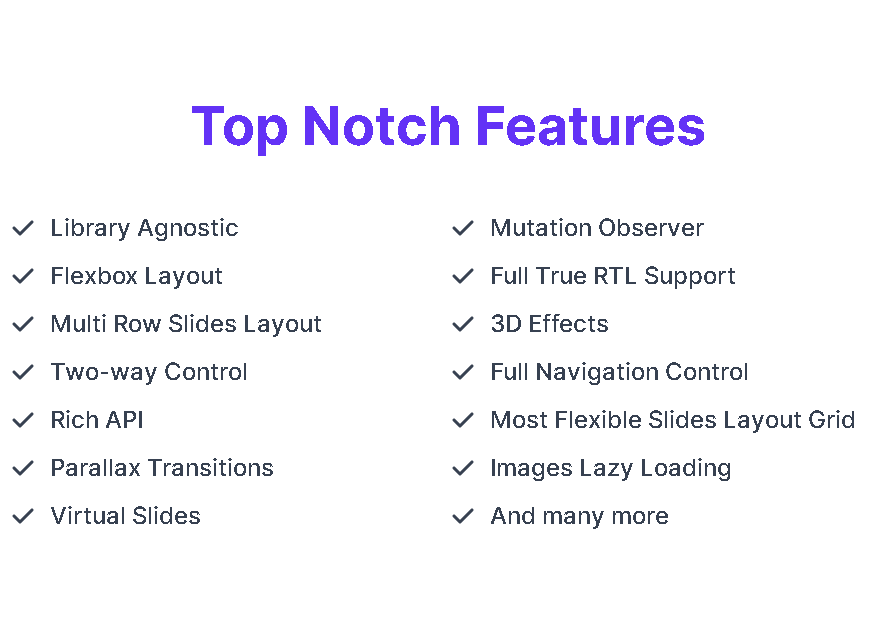 Top Notch Features
Library Agnostic
Flexbox Layout
Multi Row Slides Layout
Two-way Control
Rich API
Parallax Transitions
Virtual Slides
Mutation Observer
Full True RTL Support
3D Effects
Full Navigation Control
Most Flexible Slides Layout Grid
Images Lazy Loading
And many more